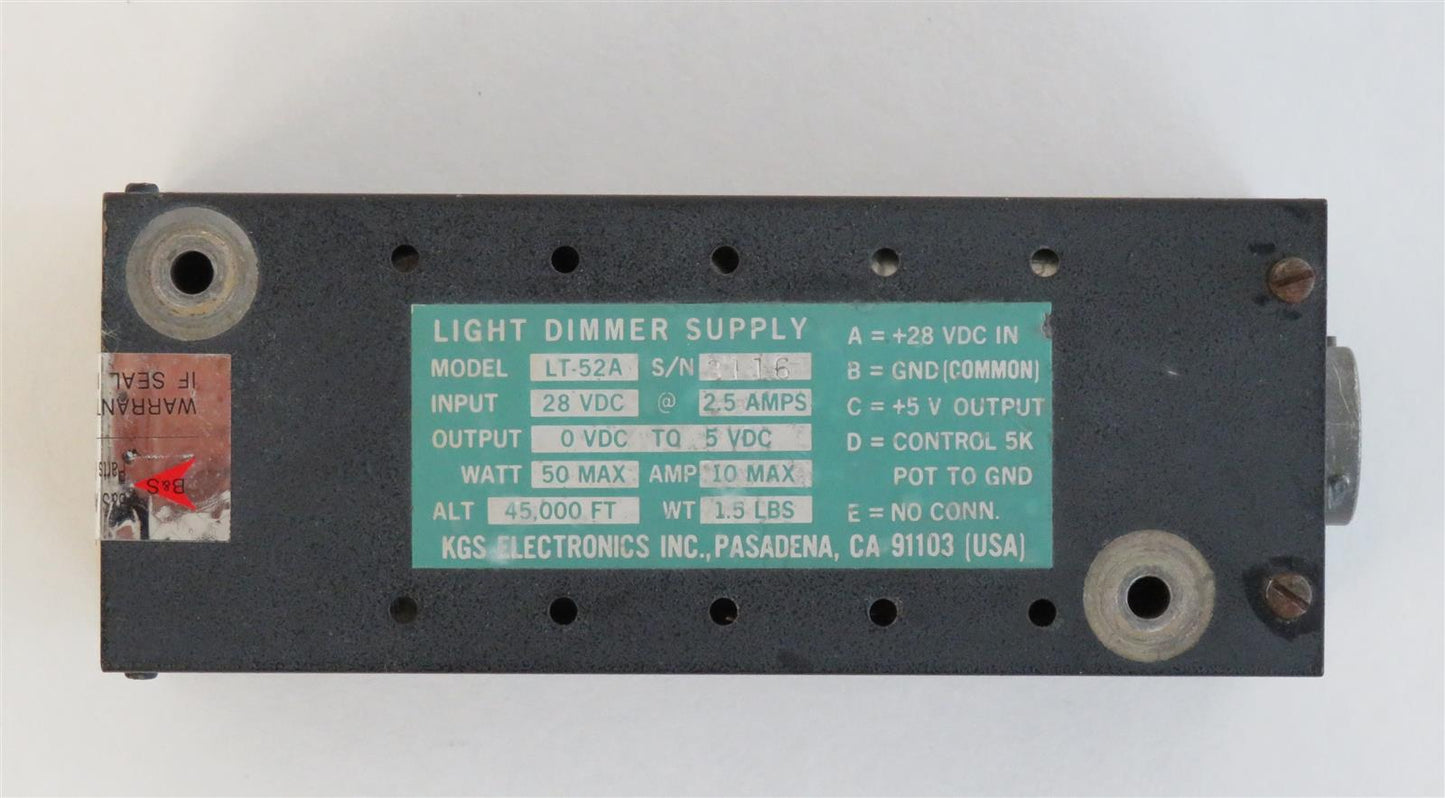 LIGHT DIMMER SUPPLY
MODEL LT-52A S/N 3116
INPUT 28 VDC @ 2.5 AMPS
OUTPUT 0 VDC TO 5 VDC
WATT 50 MAX AMP 10 MAX
ALT 45,000 FT WT 1.5 LBS
A = +28 VDC IN
B = GND (COMMON)
C = +5 V OUTPUT
D = CONTROL 5K
POT TO GND
E = NO CONN.
KGS ELECTRONICS INC., PASADENA, CA 91103 (USA)
B&S
Parts
B&S
WARRANT
IF SEAL